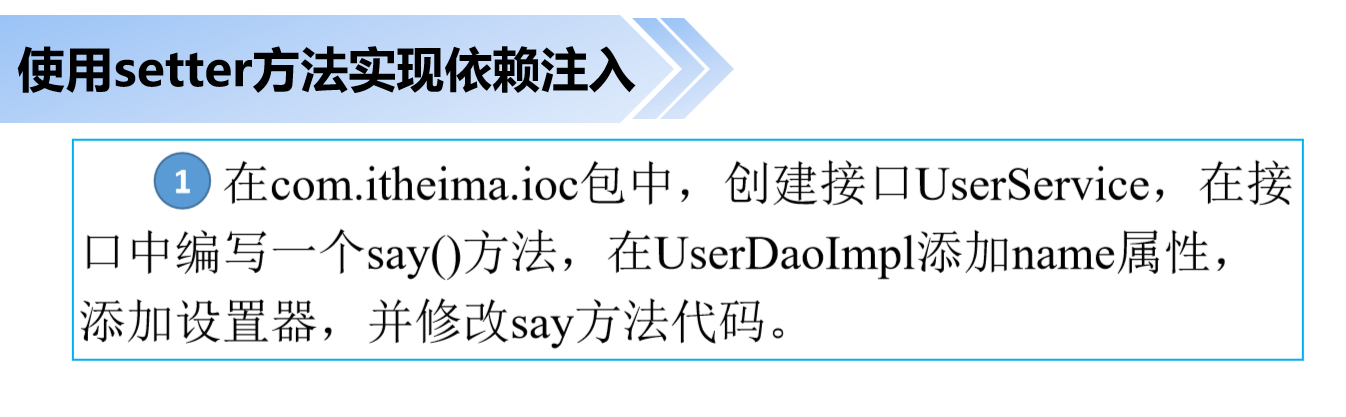 使用setter方法实现依赖注入
1 在com.itheima.ioc包中，创建接口UserService，在接
口中编写一个say()方法，在UserDaoImpl添加name属性，
添加设置器，并修改say方法代码。